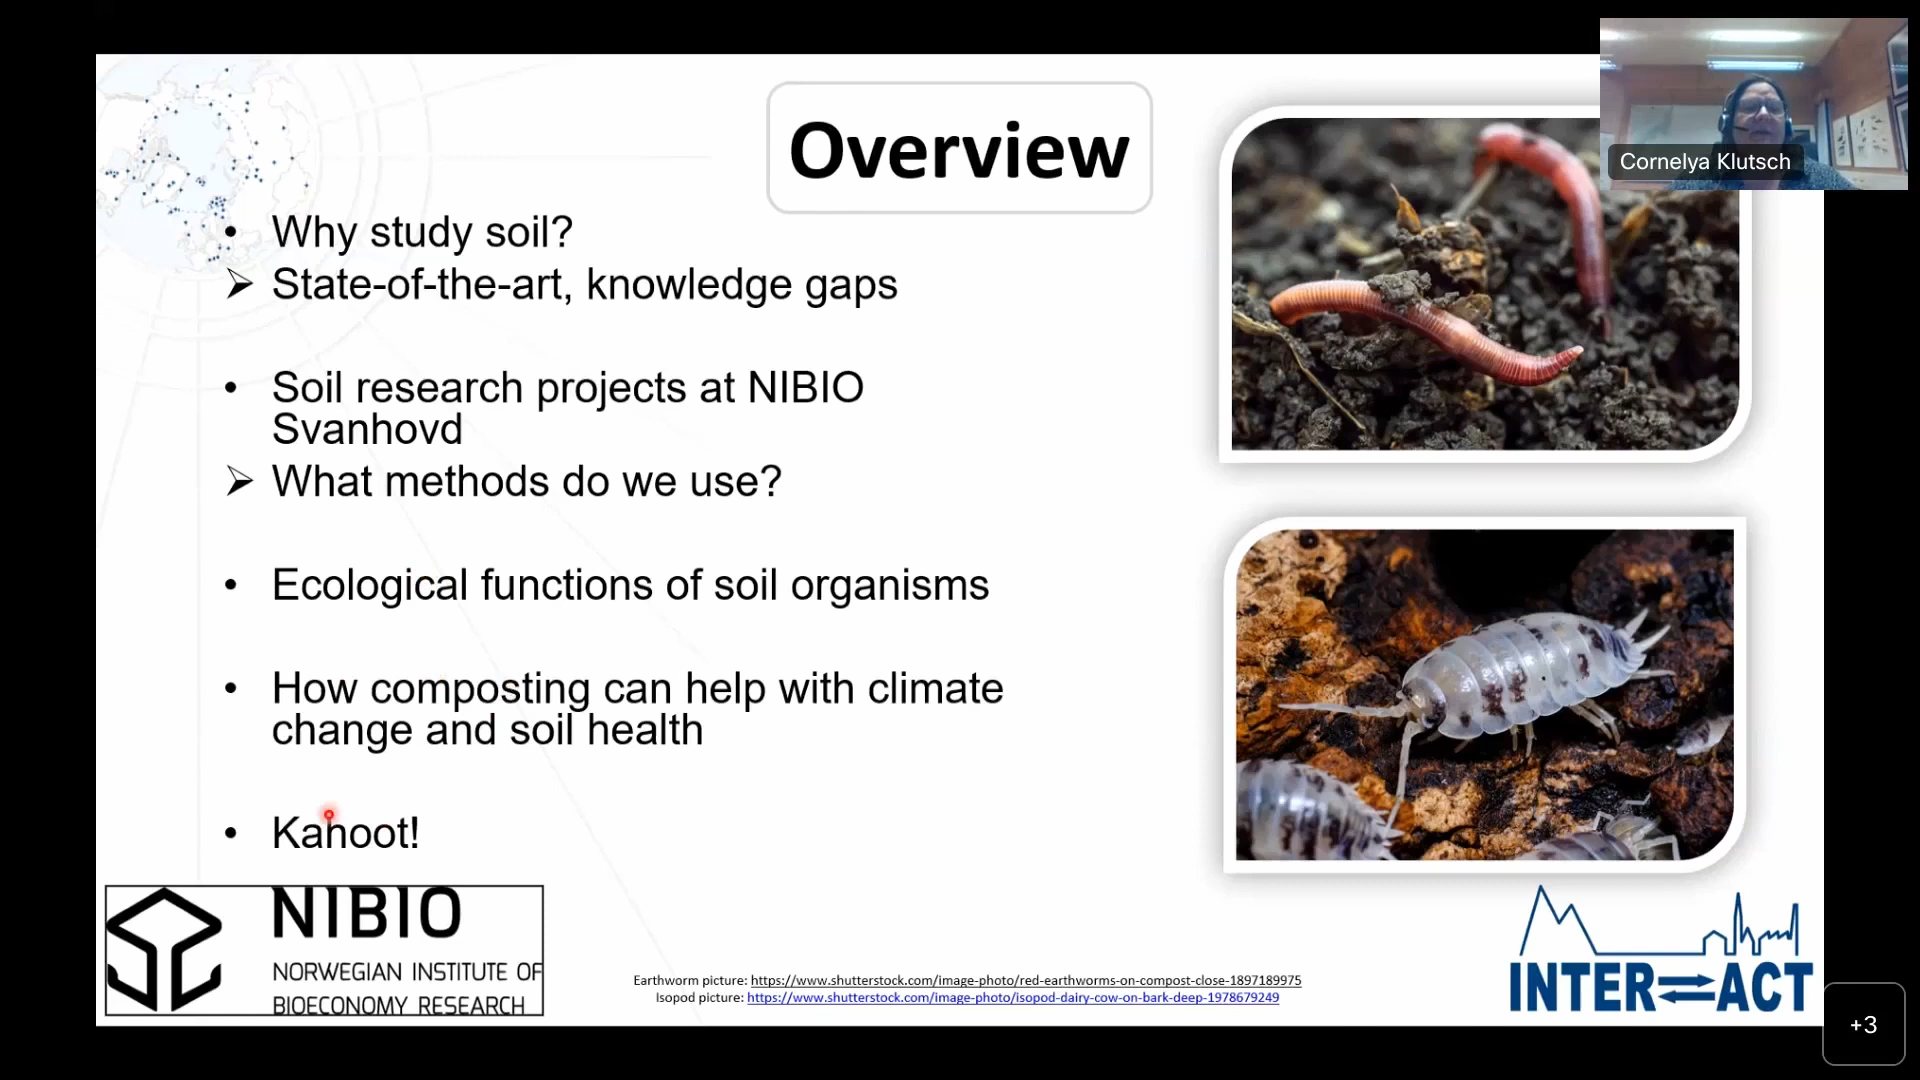 Overview
Cornelya Klutsch
• Why study soil?
➢ State-of-the-art, knowledge gaps
• Soil research projects at NIBIO
Svanhovd
➢ What methods do we use?
• Ecological functions of soil organisms
• How composting can help with climate
change and soil health
• Kahoot!
NIBIO
NORWEGIAN INSTITUTE OF
BIOECONOMY RESEARCH
Earthworm picture: https://www.shutterstock.com/image-photo/red-earthworms-on-compost-close-1897189975
Isopod picture: https://www.shutterstock.com/image-photo/isopod-dairy-cow-on-bark-deep-1978679249
INTER⇌ACT
+3